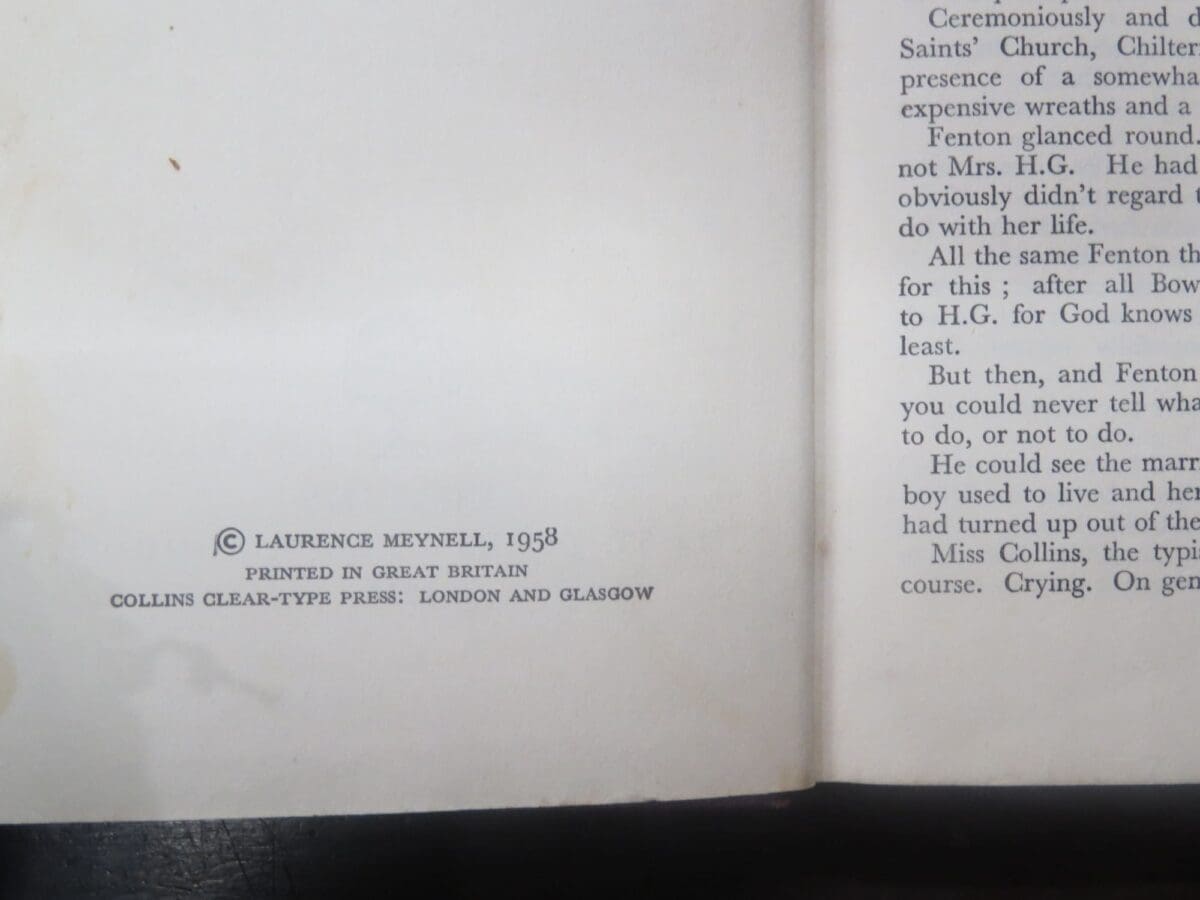 © LAURENCE MEYNELL, 1958
PRINTED IN GREAT BRITAIN
COLLINS CLEAR-TYPE PRESS: LONDON AND GLASGOW
Ceremoniously and
Saints' Church,
presence of a
expensive wreaths and a
Fenton glanced round.
not Mrs. H.G. He had
obviously didn't regard
do with her life.
All the same Fenton
for this ; after all
to H.G. for God knows
least.
But then, and Fenton
you could never tell
to do, or not to do.
He could see the
boy used to live and
had turned up out of the
Miss Collins, the
course. Crying. On